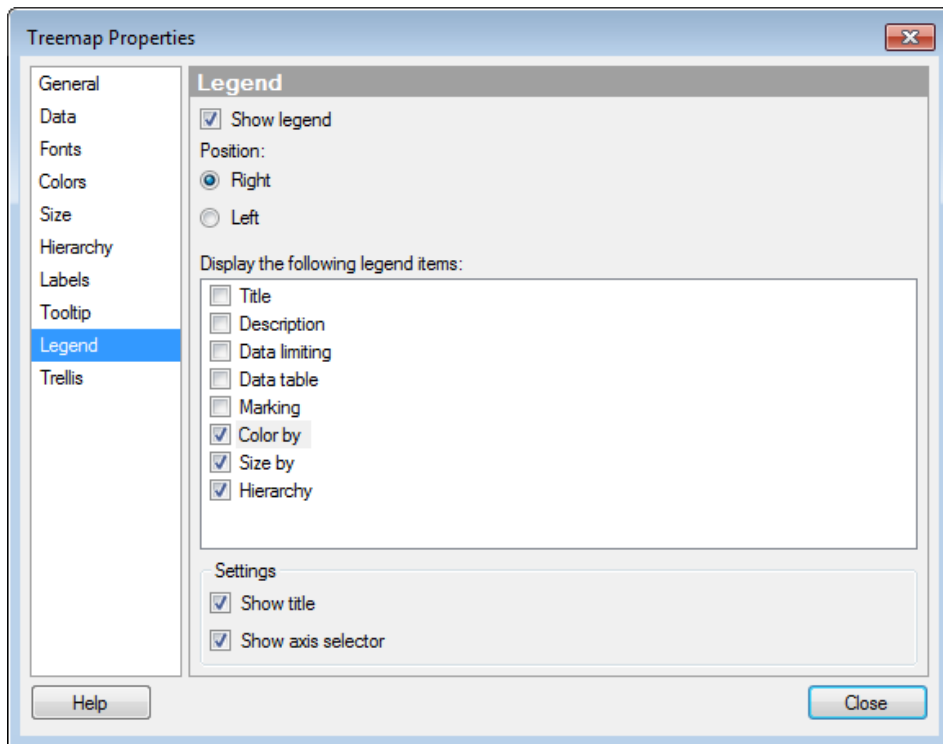 Treemap Properties
General
Data
Fonts
Colors
Size
Hierarchy
Labels
Tooltip
Legend
Trellis
Legend
Show legend
Position:
Right
Left
Display the following legend items:
Title
Description
Data limiting
Data table
Marking
Color by
Size by
Hierarchy
Settings
Show title
Show axis selector
Help
Close